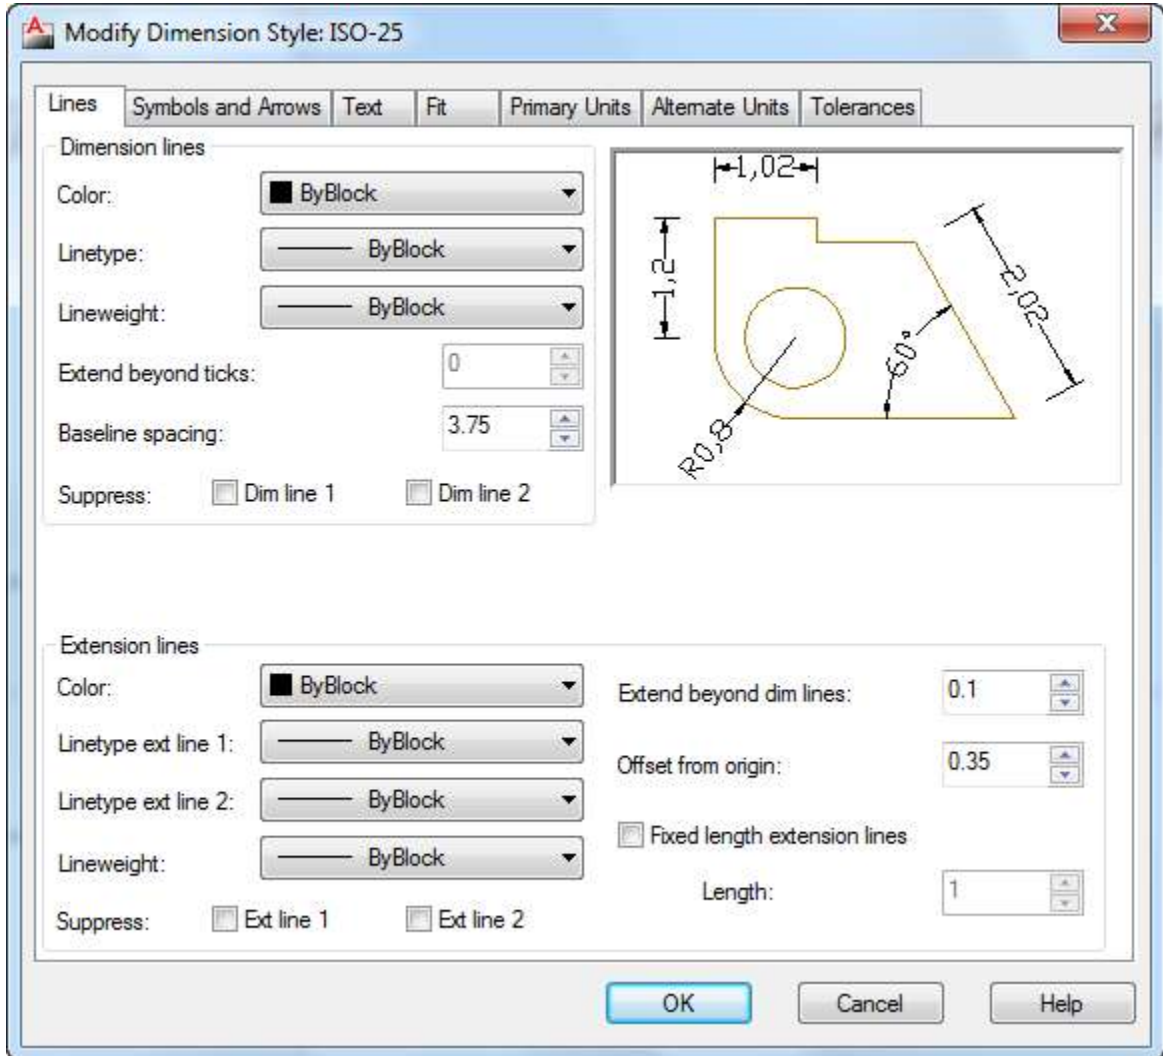 Modify Dimension Style: ISO-25
Lines Symbols and Arrows Text Fit Primary Units Alternate Units Tolerances
Dimension lines
Color: ByBlock
Linetype: ByBlock
Lineweight: ByBlock
Extend beyond ticks: 0
Baseline spacing: 3.75
Suppress: Dim line 1 Dim line 2
1,02
1,2
2,02
60°
R0,8
Extension lines
Color: ByBlock
Linetype ext line 1: ByBlock
Linetype ext line 2: ByBlock
Lineweight: ByBlock
Suppress: Ext line 1 Ext line 2
Extend beyond dim lines: 0.1
Offset from origin: 0.35
Fixed length extension lines
Length: 1
OK Cancel Help